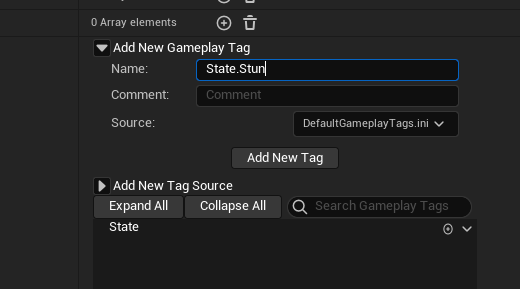 0 Array elements
Add New Gameplay Tag
Name: State.Stun
Comment: Comment
Source: DefaultGameplayTags.ini
Add New Tag
Add New Tag Source
Expand All Collapse All Search Gameplay Tags
State